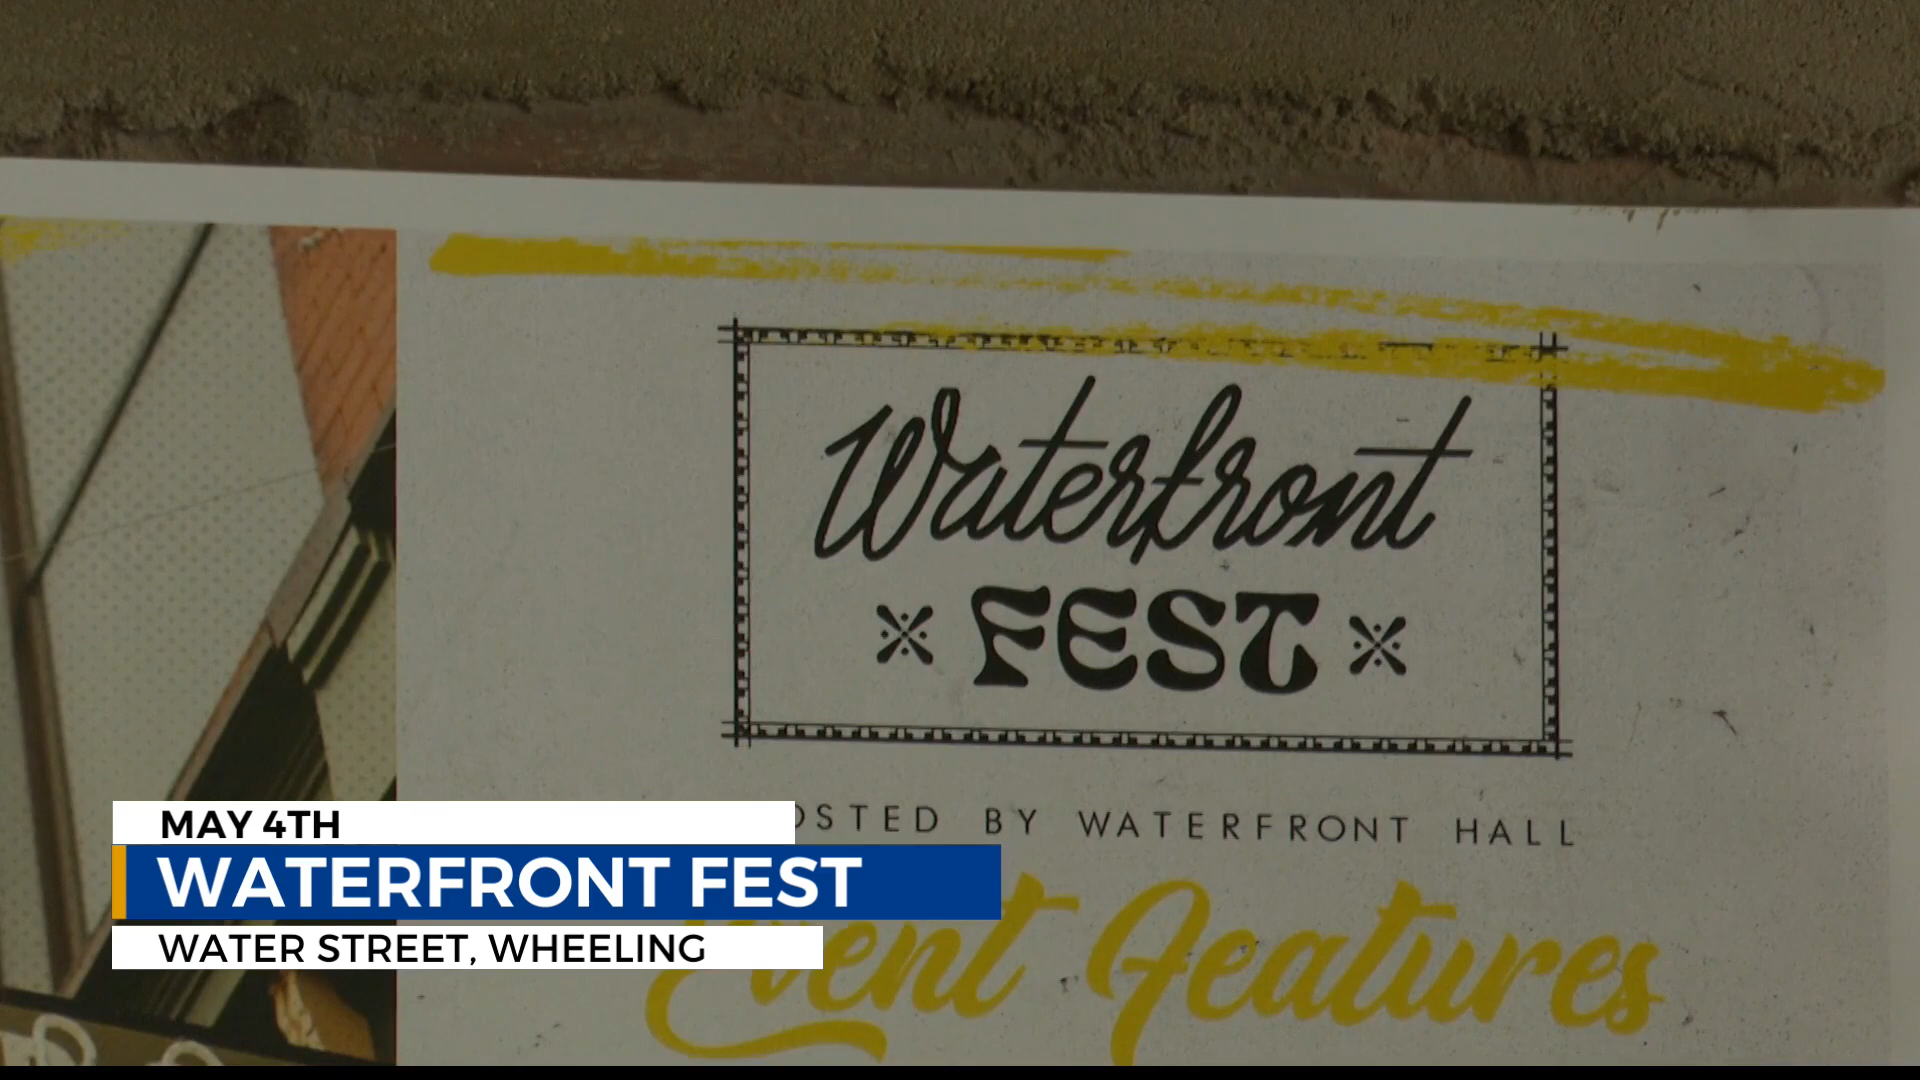 Waterfront
FEST
OSTED BY WATERFRONT HALL
Event Features
MAY 4TH
WATERFRONT FEST
WATER STREET, WHEELING